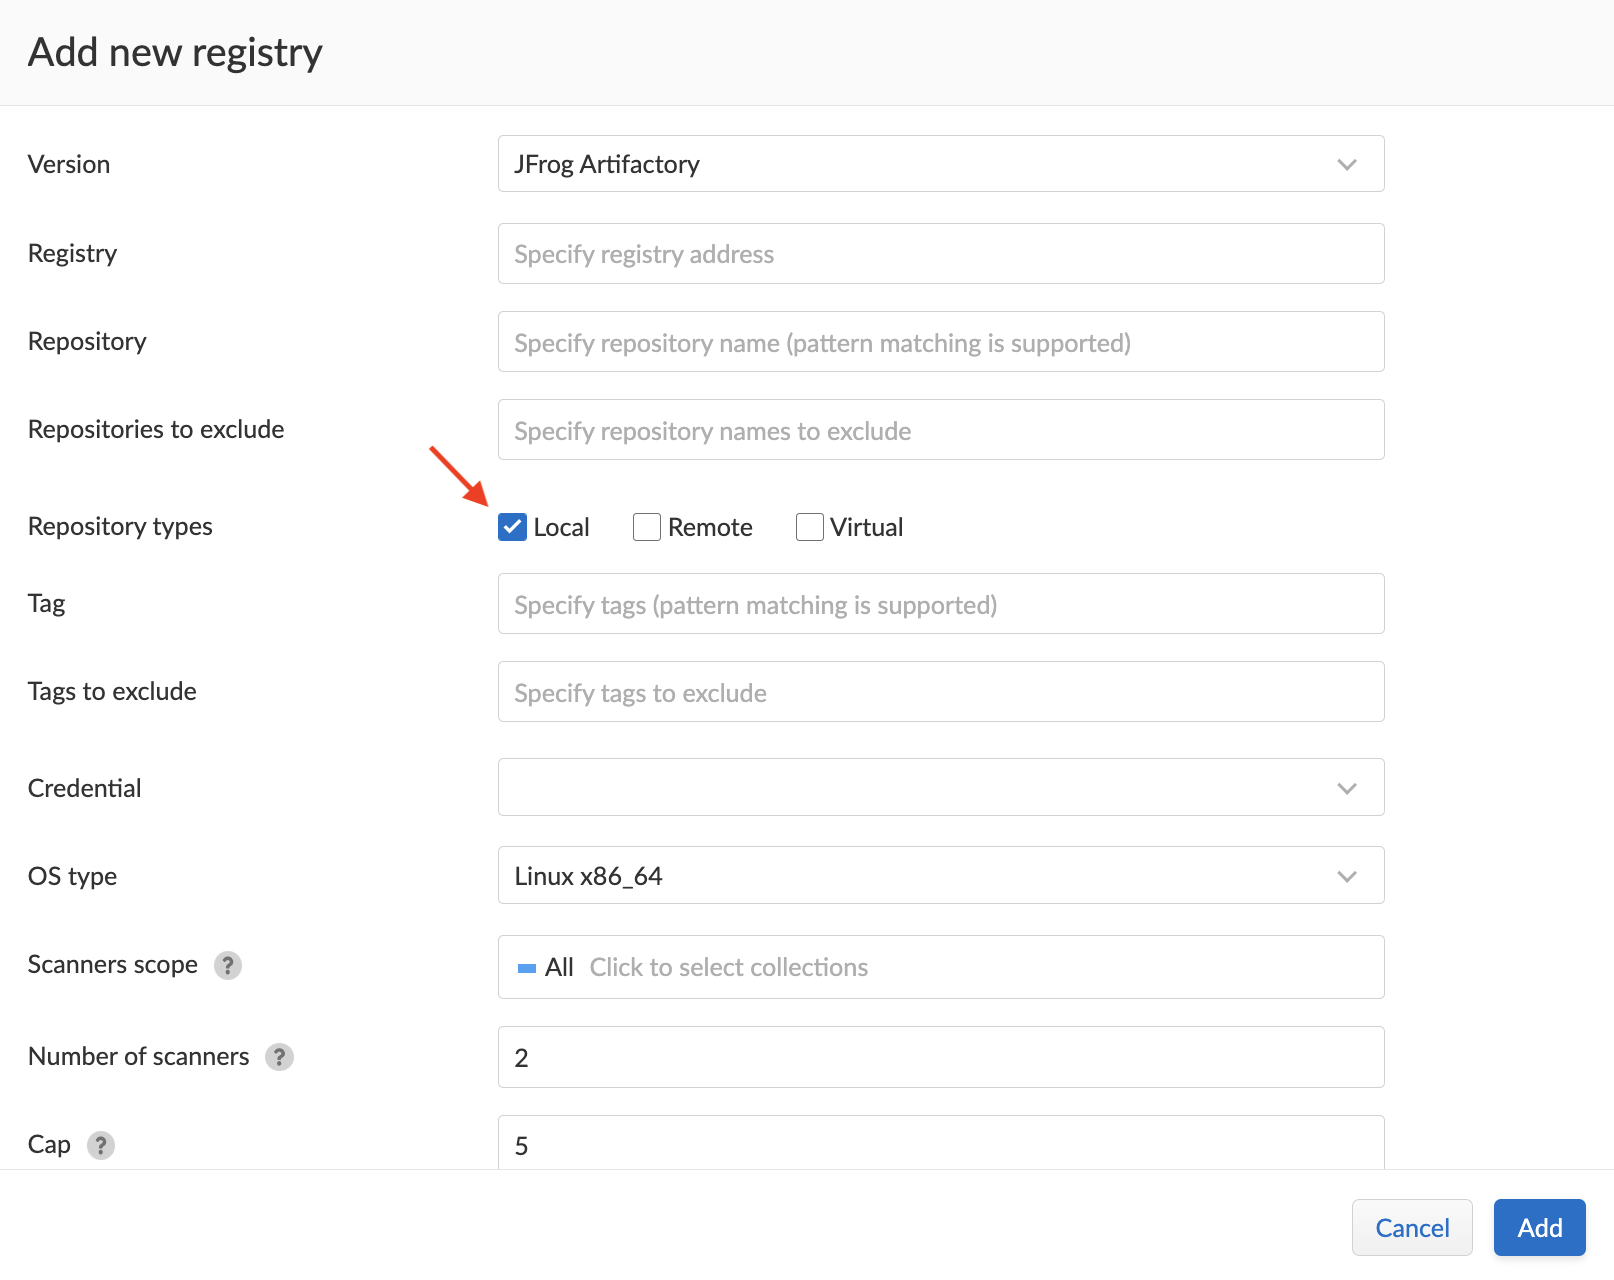 Add new registry
Version JFrog Artifactory
Registry Specify registry address
Repository Specify repository name (pattern matching is supported)
Repositories to exclude Specify repository names to exclude
Repository types Local Remote Virtual
Tag Specify tags (pattern matching is supported)
Tags to exclude Specify tags to exclude
Credential
OS type Linux x86_64
Scanners scope ? All Click to select collections
Number of scanners ? 2
Cap ? 5
Cancel Add